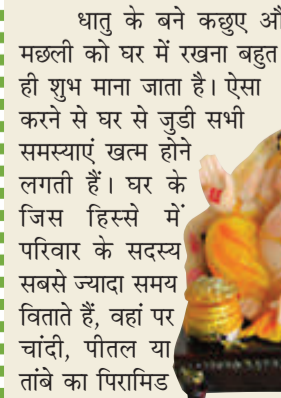 धातु के बने कछुए औ
मछली को घर में रखना बहुत
ही शुभ माना जाता है। ऐसा
करने से घर से जुडी सभी
समस्याएं खत्म होने
लगती हैं। घर के
जिस हिस्से में
परिवार के सदस्य
सबसे ज्यादा समय
विताते हैं, वहां पर
चांदी, पीतल या
तांबे का पिरामिड